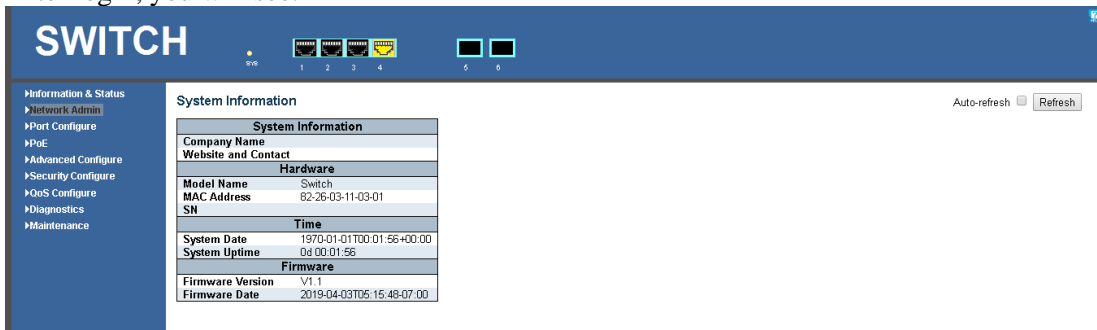 SWITCH
SYS 1 2 3 4 5 6
▸Information & Status
▸Network Admin
▸Port Configure
▸PoE
▸Advanced Configure
▸Security Configure
▸QoS Configure
▸Diagnostics
▸Maintenance
System Information
Auto-refresh Refresh
System Information
Company Name
Website and Contact
Hardware
Model Name Switch
MAC Address 82-26-03-11-03-01
SN
Time
System Date 1970-01-01T00:01:56+00:00
System Uptime 0d 00:01:56
Firmware
Firmware Version V1.1
Firmware Date 2019-04-03T05:15:48-07:00